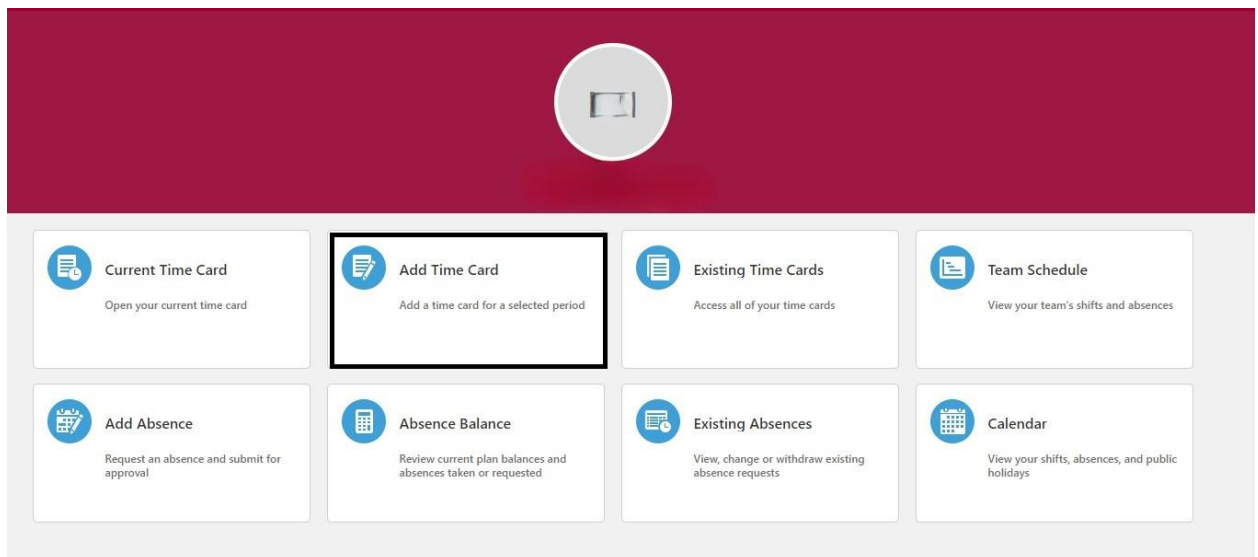 Current Time Card
Open your current time card
Add Time Card
Add a time card for a selected period
Existing Time Cards
Access all of your time cards
Team Schedule
View your team's shifts and absences
Add Absence
Request an absence and submit for
approval
Absence Balance
Review current plan balances and
absences taken or requested
Existing Absences
View, change or withdraw existing
absence requests
Calendar
View your shifts, absences, and public
holidays